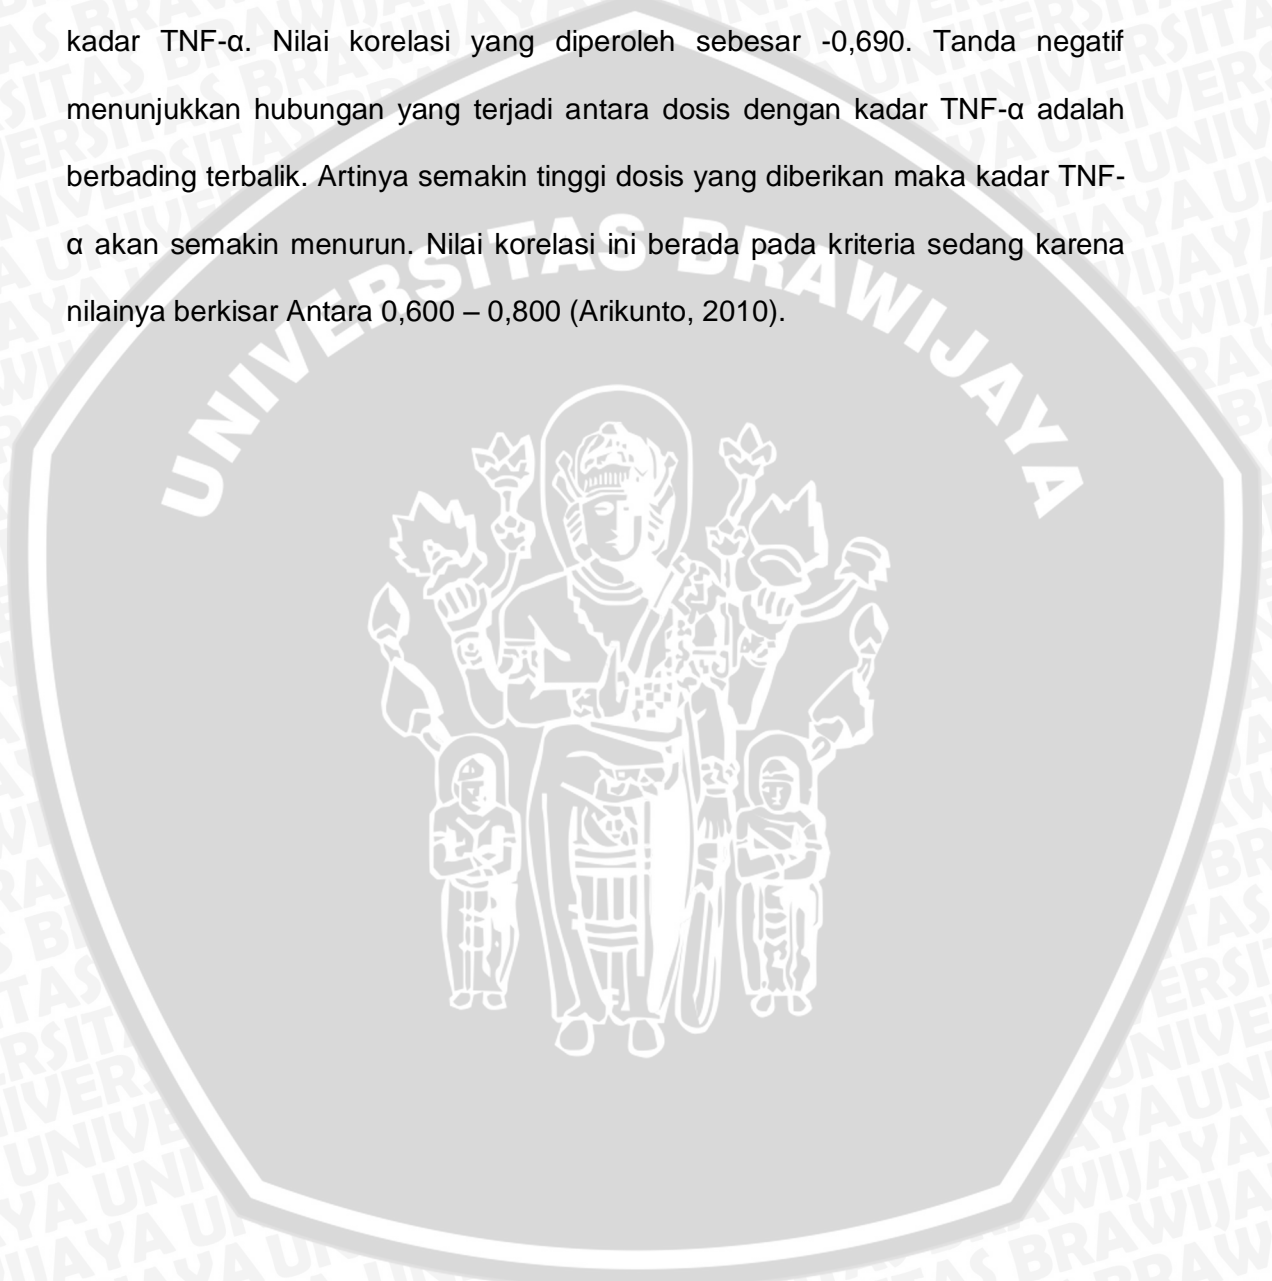 kadar TNF-α. Nilai korelasi yang diperoleh sebesar -0,690. Tanda negatif
menunjukkan hubungan yang terjadi antara dosis dengan kadar TNF-α adalah
berbading terbalik. Artinya semakin tinggi dosis yang diberikan maka kadar TNF-
α akan semakin menurun. Nilai korelasi ini berada pada kriteria sedang karena
nilainya berkisar Antara 0,600 – 0,800 (Arikunto, 2010).
UNIVERSITAS BRAWIJAYA